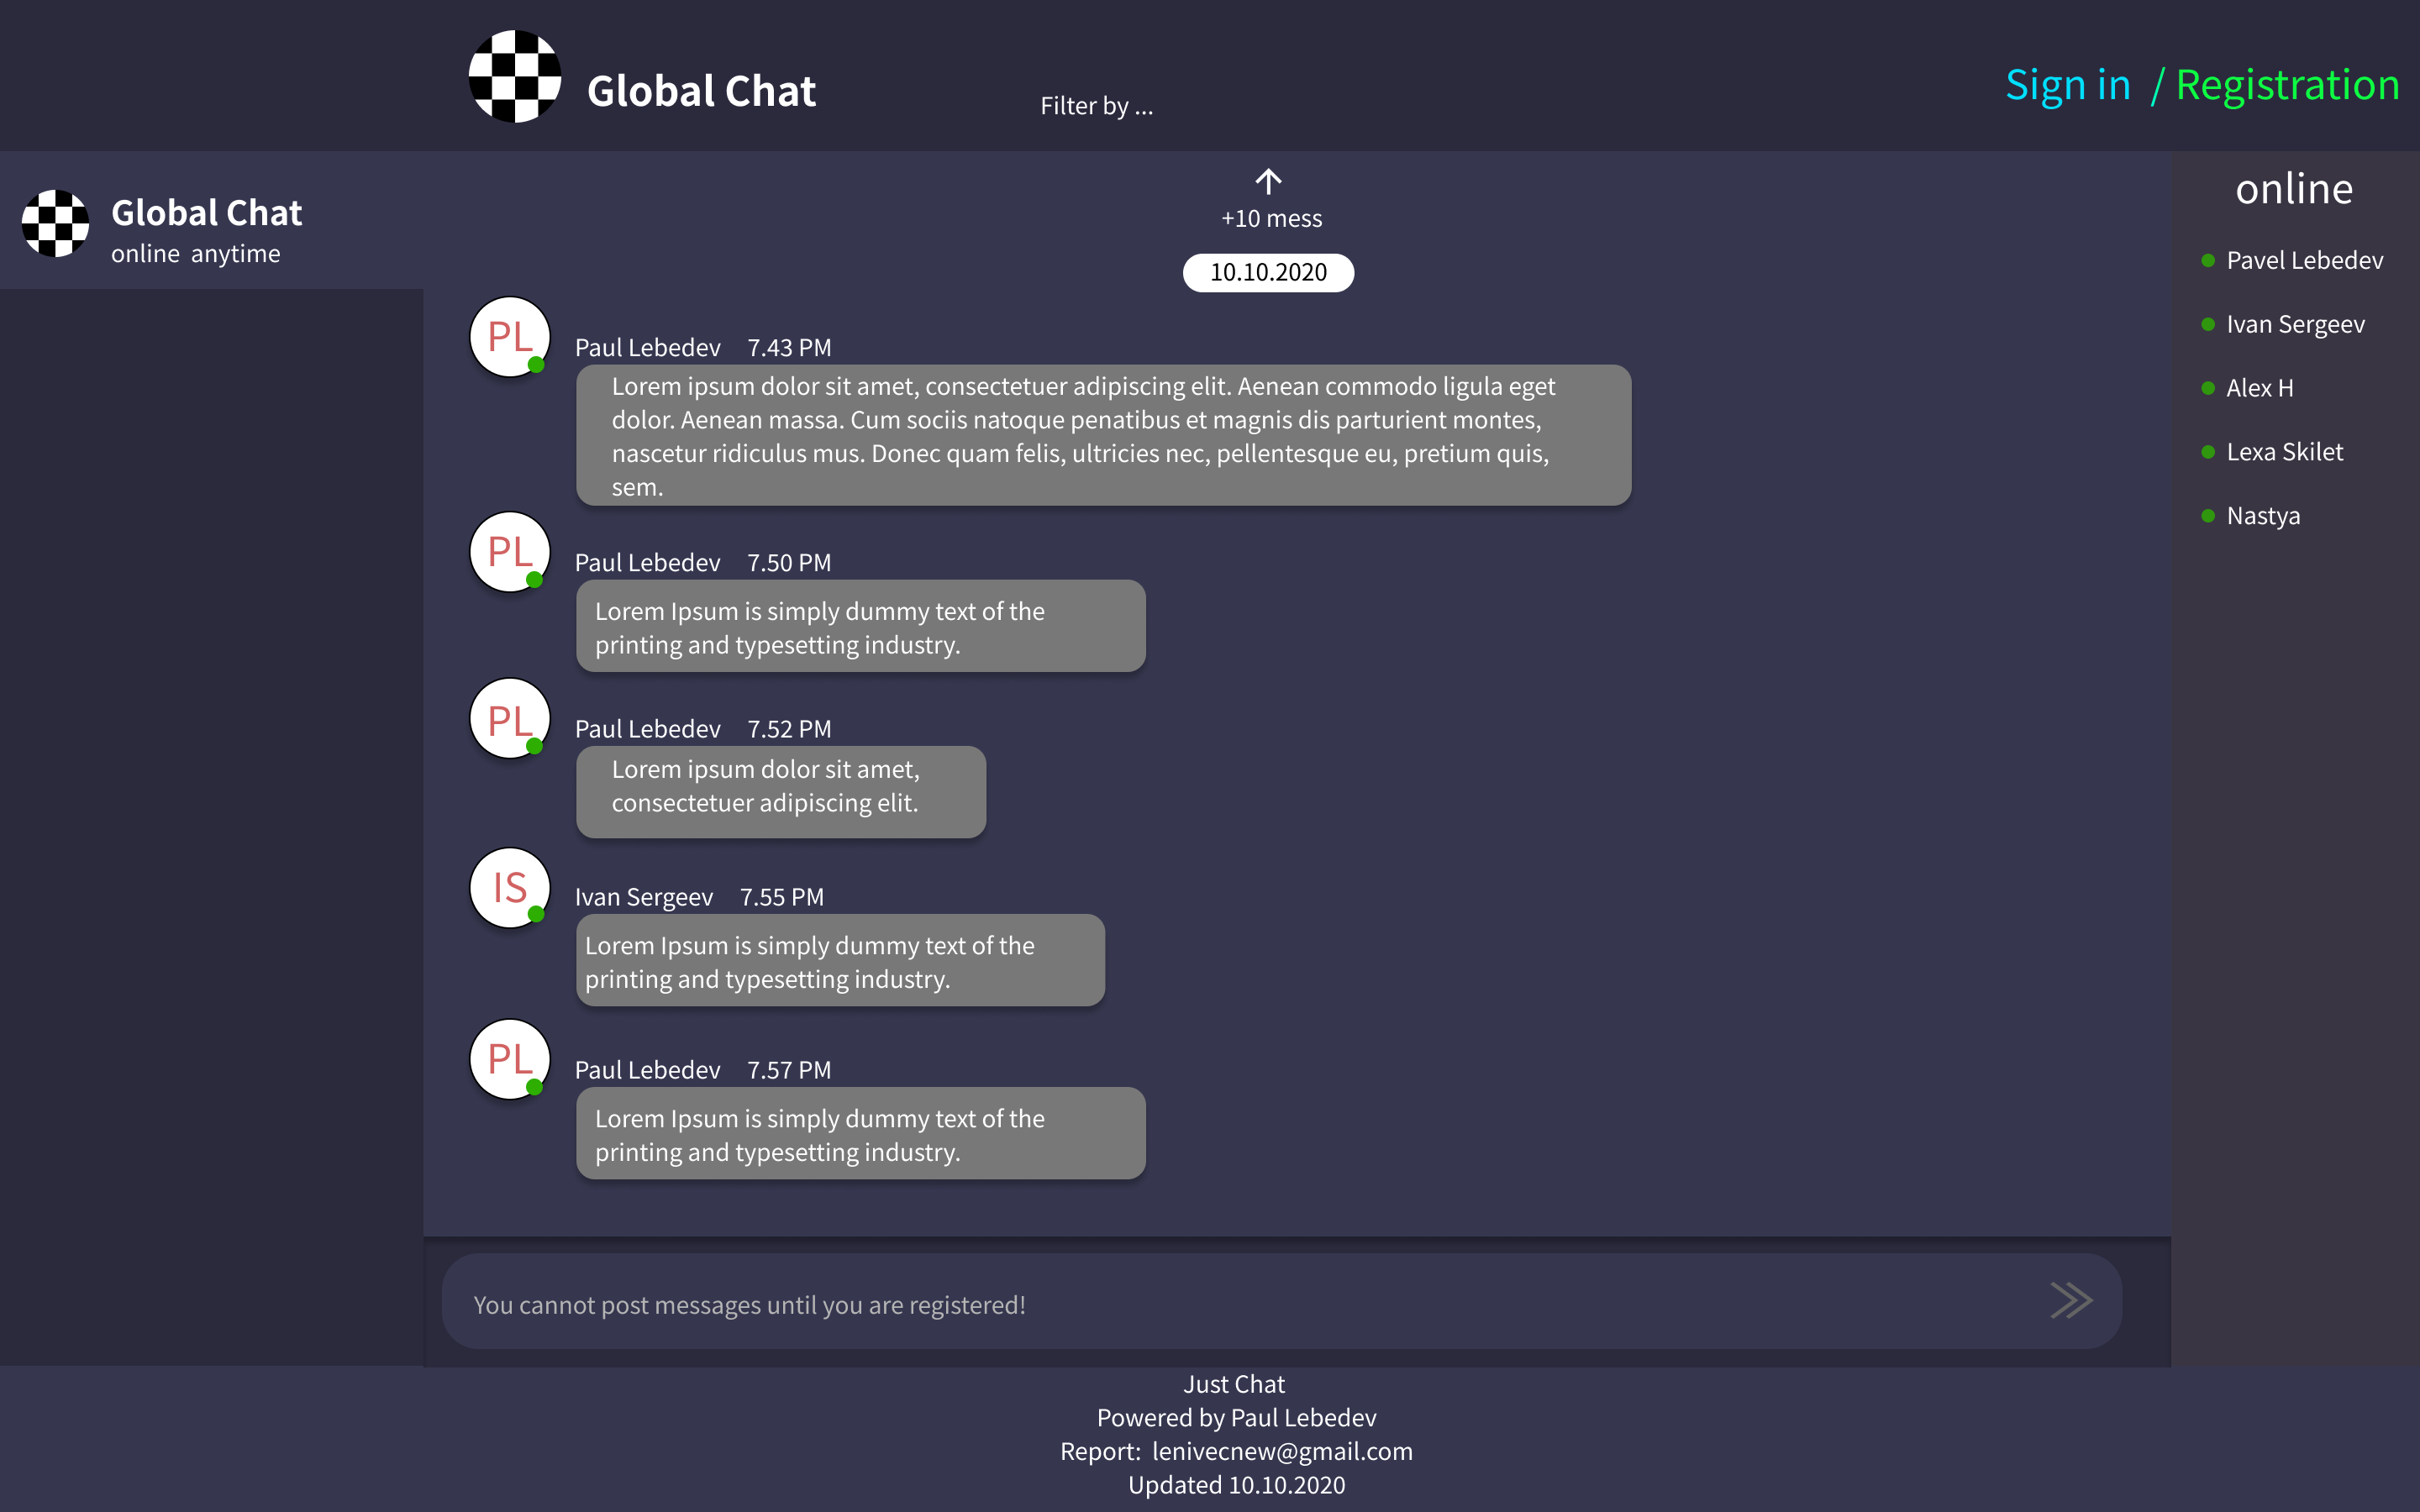 Global Chat
Filter by ...
Sign in / Registration
Global Chat
online anytime
+10 mess
10.10.2020
PL
Paul Lebedev 7.43 PM
Lorem ipsum dolor sit amet, consectetuer adipiscing elit. Aenean commodo ligula eget
dolor. Aenean massa. Cum sociis natoque penatibus et magnis dis parturient montes,
nascetur ridiculus mus. Donec quam felis, ultricies nec, pellentesque eu, pretium quis,
sem.
PL
Paul Lebedev 7.50 PM
Lorem Ipsum is simply dummy text of the
printing and typesetting industry.
PL
Paul Lebedev 7.52 PM
Lorem ipsum dolor sit amet,
consectetuer adipiscing elit.
IS
Ivan Sergeev 7.55 PM
Lorem Ipsum is simply dummy text of the
printing and typesetting industry.
PL
Paul Lebedev 7.57 PM
Lorem Ipsum is simply dummy text of the
printing and typesetting industry.
You cannot post messages until you are registered!
online
Pavel Lebedev
Ivan Sergeev
Alex H
Lexa Skilet
Nastya
Just Chat
Powered by Paul Lebedev
Report: lenivecnew@gmail.com
Updated 10.10.2020